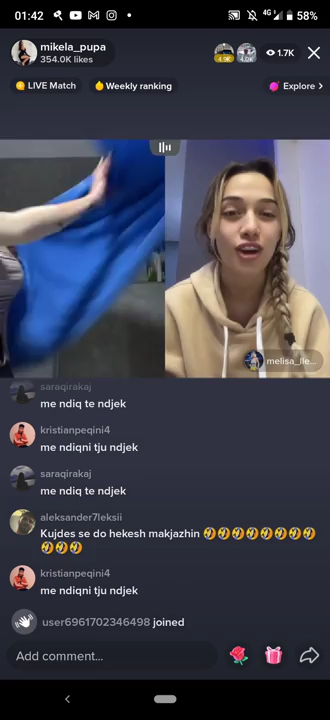 01:42
4G
58%
mikela_pupa
354.0K likes
4.9K
4.0K
1.7K
LIVE Match
Weekly ranking
Explore >
melisa_lle...
saraqirakaj
me ndiq te ndjek
kristianpeqini4
me ndiqni tju ndjek
saraqirakaj
me ndiq te ndjek
aleksander7leksii
Kujdes se do hekesh makjazhin 🤣🤣🤣🤣🤣🤣🤣🤣
🤣🤣🤣
kristianpeqini4
me ndiqni tju ndjek
user6961702346498 joined
Add comment...